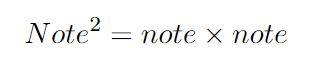 Note² = note × note